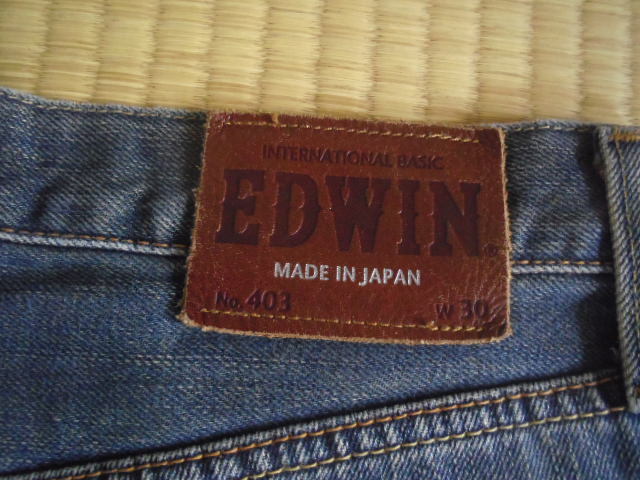 INTERNATIONAL BASIC
EDWIN®
MADE IN JAPAN
No. 403 W 30